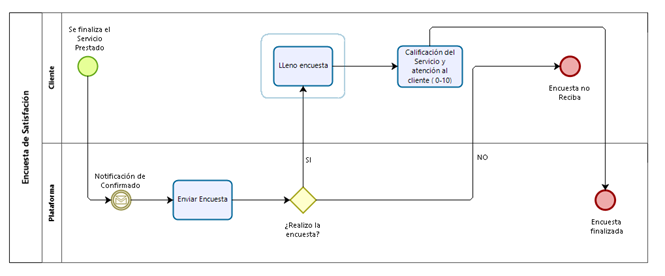 Encuesta de Satisfacción
Cliente
Se finaliza el
Servicio
Prestado
LLeno encuesta
Calificación del
Servicio y
atención al
cliente ( 0-10)
Encuesta no
Reciba
Plataforma
Notificación de
Confirmado
Enviar Encuesta
SI
¿Realizo la
encuesta?
NO
Encuesta
finalizada